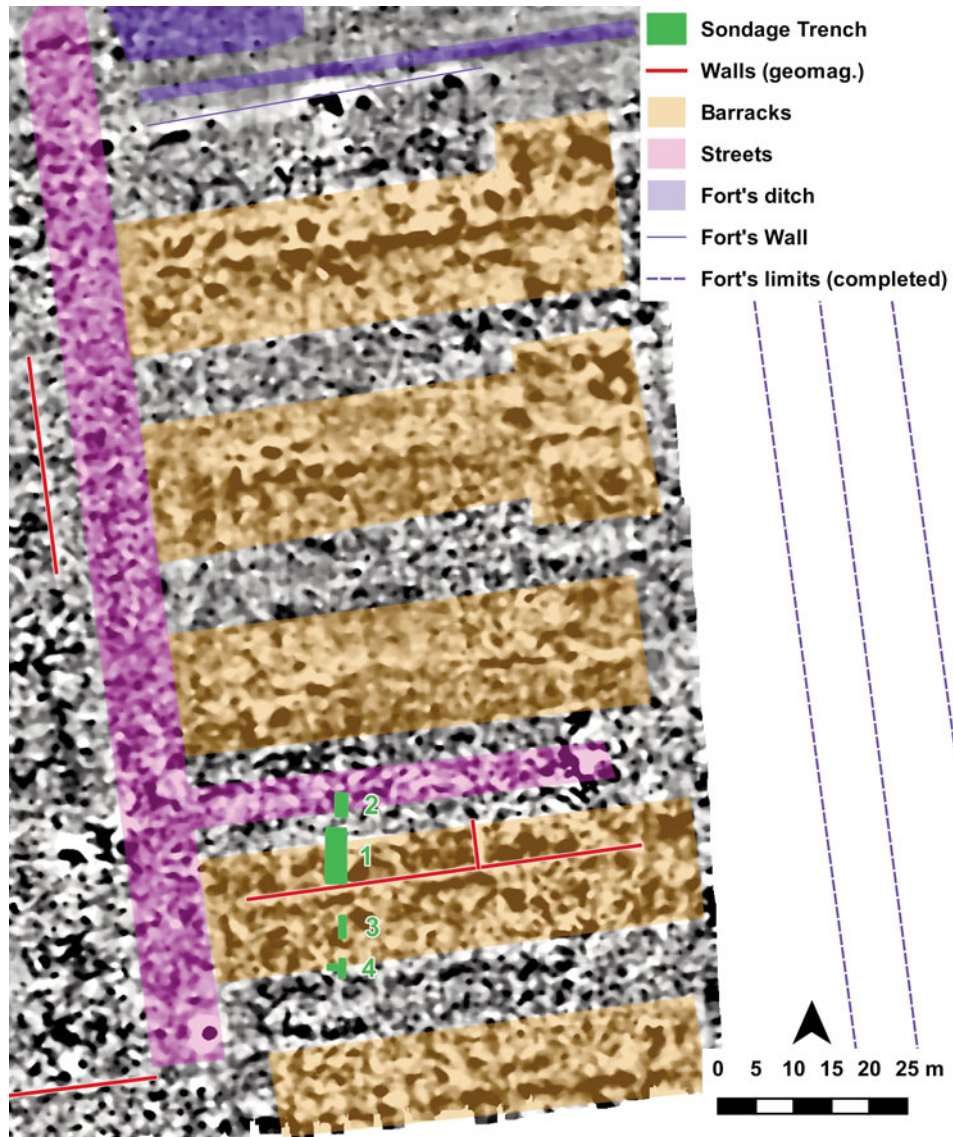 Sondage Trench
Walls (geomag.)
Barracks
Streets
Fort's ditch
Fort's Wall
Fort's limits (completed)
2
1
3
4
0 5 10 15 20 25 m